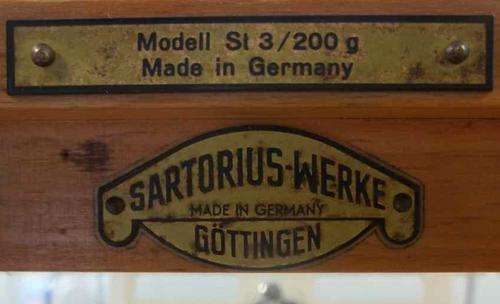 Modell St 3/200 g
Made in Germany
SARTORIUS-WERKE
MADE IN GERMANY
GÖTTINGEN